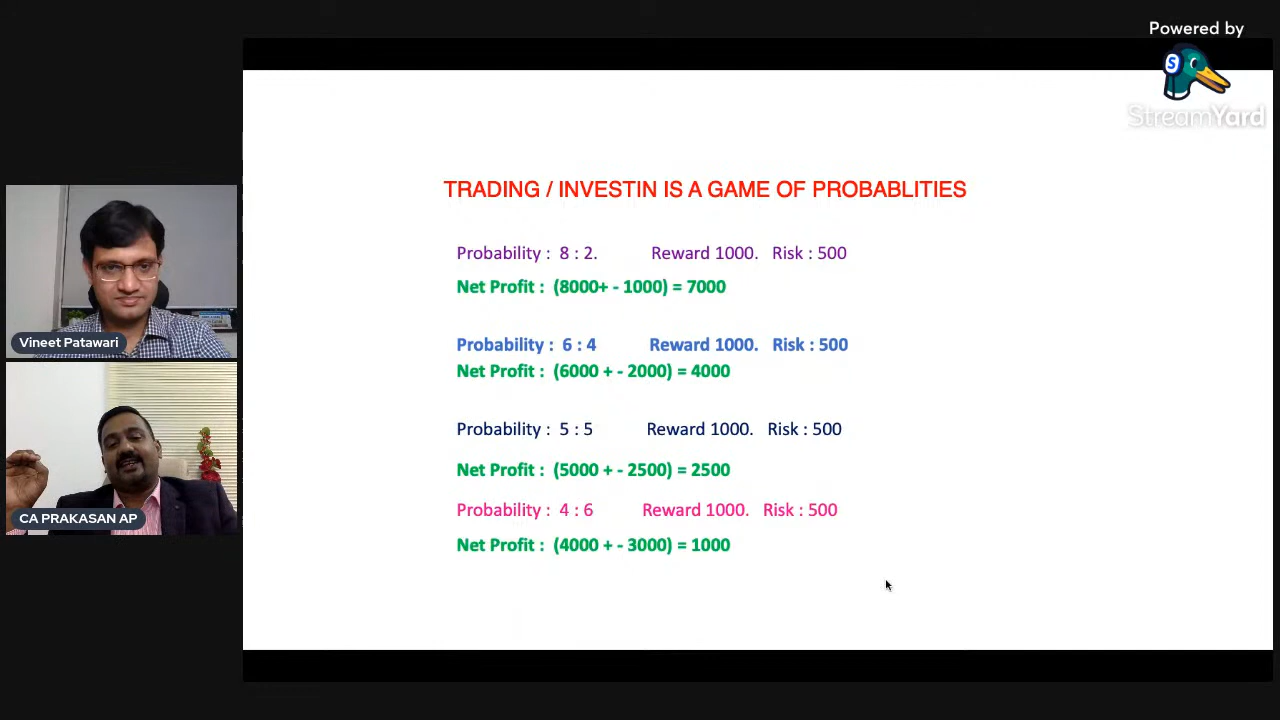 Powered by
StreamYard
TRADING / INVESTIN IS A GAME OF PROBABLITIES
Probability : 8 : 2. Reward 1000. Risk : 500
Net Profit : (8000+ - 1000) = 7000
Probability : 6 : 4 Reward 1000. Risk : 500
Net Profit : (6000 + - 2000) = 4000
Probability : 5 : 5 Reward 1000. Risk : 500
Net Profit : (5000 + - 2500) = 2500
Probability : 4 : 6 Reward 1000. Risk : 500
Net Profit : (4000 + - 3000) = 1000
Vineet Patawari
CA PRAKASAN AP